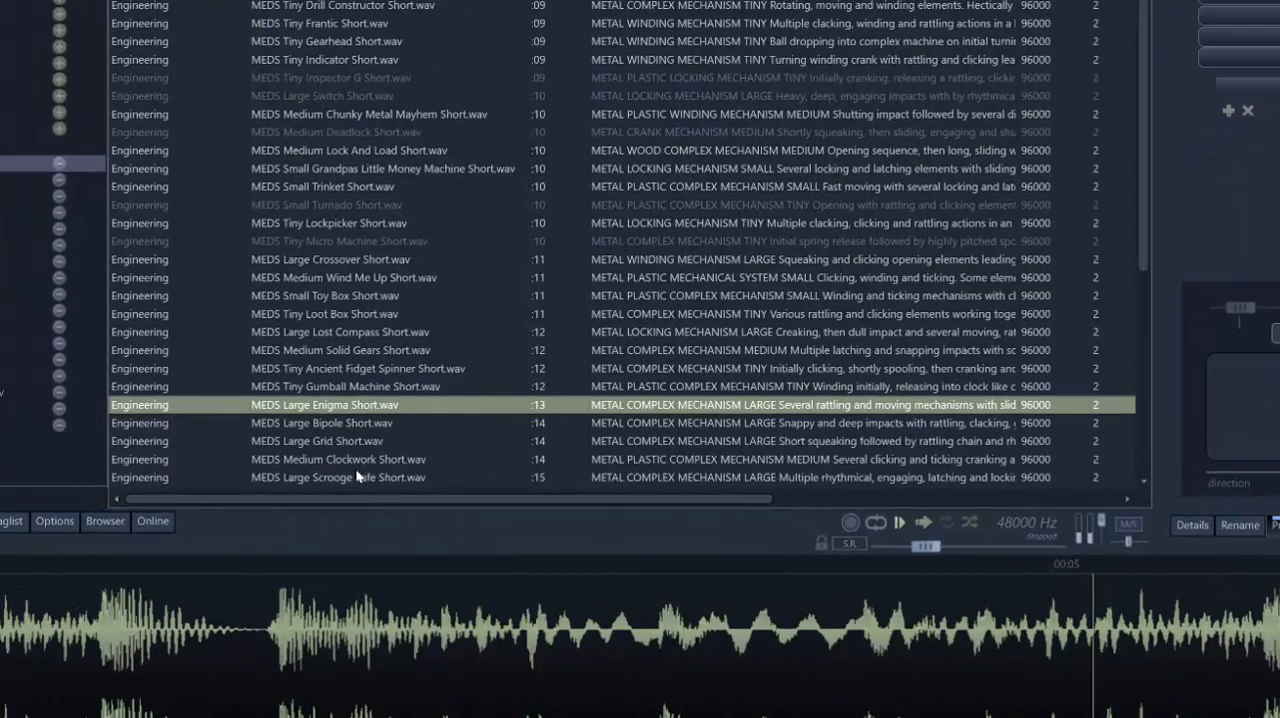 Engineering MEDS Tiny Drill Constructor Short.wav :09 METAL COMPLEX MECHANISM TINY Rotating, moving and winding elements. Hectically 96000 2
Engineering MEDS Tiny Frantic Short.wav :09 METAL WINDING MECHANISM TINY Multiple clacking, winding and rattling actions in a l 96000 2
Engineering MEDS Tiny Gearhead Short.wav :09 METAL WINDING MECHANISM TINY Ball dropping into complex machine on initial turni 96000 2
Engineering MEDS Tiny Indicator Short.wav :09 METAL WINDING MECHANISM TINY Turning winding crank with rattling and clicking lea 96000 2
Engineering MEDS Tiny Inspector G Short.wav :09 METAL PLASTIC LOCKING MECHANISM TINY Initially cranking, releasing a rattling, clickin 96000 2
Engineering MEDS Large Switch Short.wav :10 METAL LOCKING MECHANISM LARGE Heavy, deep, engaging impacts with by rhythmica 96000 2
Engineering MEDS Medium Chunky Metal Mayhem Short.wav :10 METAL PLASTIC WINDING MECHANISM MEDIUM Shutting impact followed by several di 96000 2
Engineering MEDS Medium Deadlock Short.wav :10 METAL CRANK MECHANISM MEDIUM Shortly squeaking, then sliding, engaging and shu 96000 2
Engineering MEDS Medium Lock And Load Short.wav :10 METAL WOOD COMPLEX MECHANISM MEDIUM Opening sequence, then long, sliding w 96000 2
Engineering MEDS Small Grandpas Little Money Machine Short.wav :10 METAL LOCKING MECHANISM SMALL Several locking and latching elements with slidin 96000 2
Engineering MEDS Small Trinket Short.wav :10 METAL PLASTIC COMPLEX MECHANISM SMALL Fast moving with several locking and lat 96000 2
Engineering MEDS Small Turnado Short.wav :10 METAL PLASTIC COMPLEX MECHANISM TINY Opening with rattling and clicking element 96000 2
Engineering MEDS Tiny Lockpicker Short.wav :10 METAL LOCKING MECHANISM TINY Multiple clacking, clicking and rattling actions in an 96000 2
Engineering MEDS Tiny Micro Machine Short.wav :10 METAL COMPLEX MECHANISM TINY Initial spring release followed by highly pitched spc 96000 2
Engineering MEDS Large Crossover Short.wav :11 METAL WINDING MECHANISM LARGE Squeaking and clicking opening elements leading 96000 2
Engineering MEDS Medium Wind Me Up Short.wav :11 METAL PLASTIC MECHANICAL SYSTEM SMALL Clicking, winding and ticking. Some elem 96000 2
Engineering MEDS Small Toy Box Short.wav :11 METAL PLASTIC COMPLEX MECHANISM SMALL Winding and ticking mechanisms with cl 96000 2
Engineering MEDS Tiny Loot Box Short.wav :11 METAL PLASTIC COMPLEX MECHANISM TINY Various rattling and clicking elements working toge 96000 2
Engineering MEDS Large Lost Compass Short.wav :12 METAL LOCKING MECHANISM LARGE Creaking, then dull impact and several moving, rat 96000 2
Engineering MEDS Medium Solid Gears Short.wav :12 METAL COMPLEX MECHANISM MEDIUM Multiple latching and snapping impacts with sc 96000 2
Engineering MEDS Tiny Ancient Fidget Spinner Short.wav :12 METAL COMPLEX MECHANISM TINY Initially clicking, shortly spooling, then cranking and 96000 2
Engineering MEDS Tiny Gumball Machine Short.wav :12 METAL PLASTIC COMPLEX MECHANISM TINY Winding initially, releasing into clock like c 96000 2
Engineering MEDS Large Enigma Short.wav :13 METAL COMPLEX MECHANISM LARGE Several rattling and moving mechanisms with slid 96000 2
Engineering MEDS Large Bipole Short.wav :14 METAL COMPLEX MECHANISM LARGE Snappy and deep impacts with rattling, clacking, 96000 2
Engineering MEDS Large Grid Short.wav :14 METAL COMPLEX MECHANISM LARGE Short squeaking followed by rattling chain and rh 96000 2
Engineering MEDS Medium Clockwork Short.wav :14 METAL PLASTIC COMPLEX MECHANISM MEDIUM Several clicking and ticking cranking a 96000 2
Engineering MEDS Large Scrooge Short.wav :15 METAL COMPLEX MECHANISM LARGE Multiple rhythmical, engaging, latching and lockin 96000 2
direction
Options Browser Online 48000 Hz M/S Details Rename
Stopped
S.R.
00:05